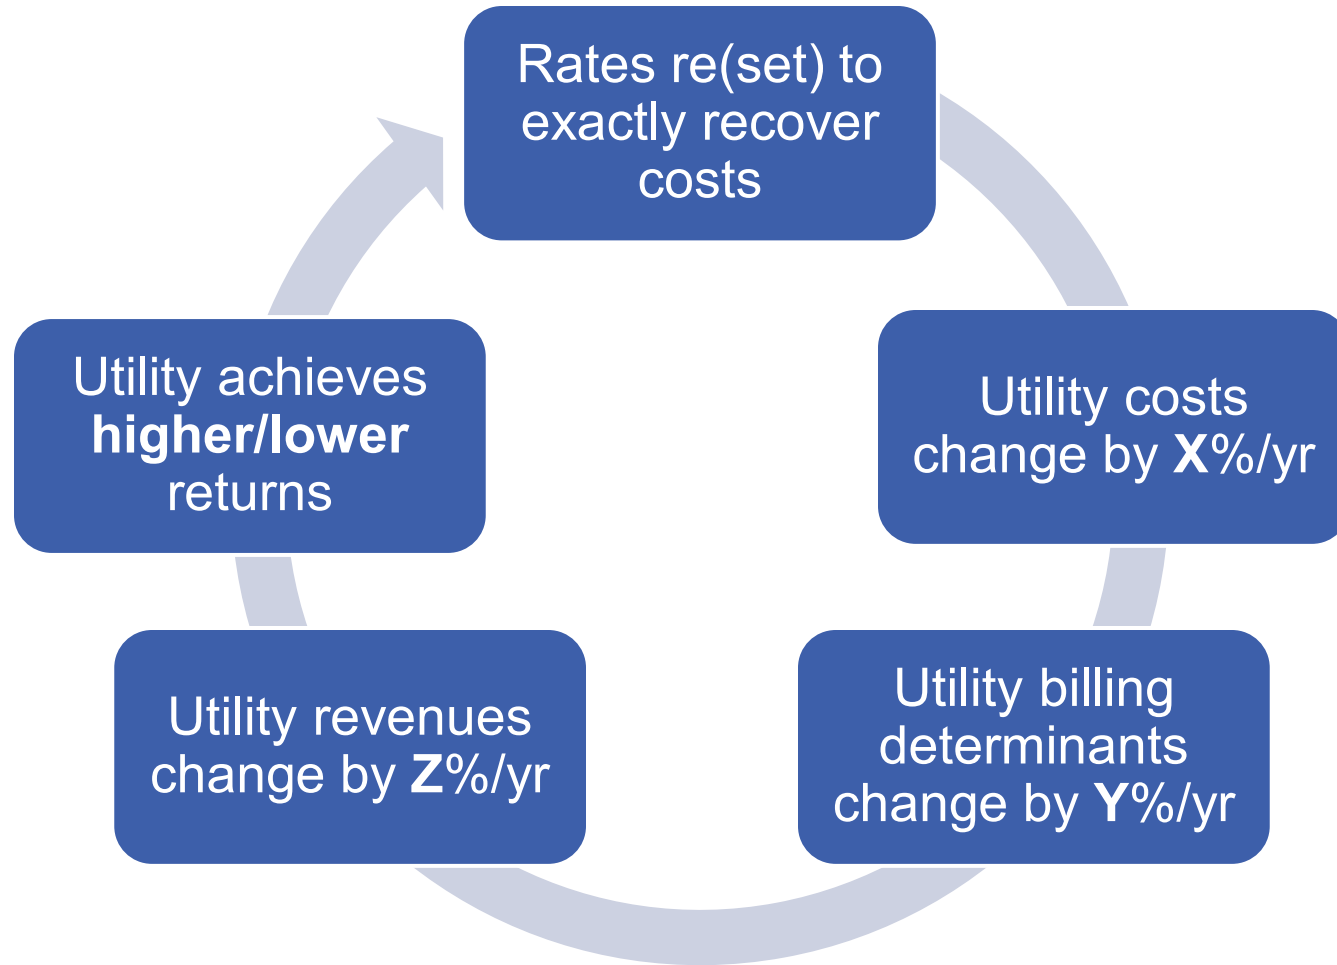 Rates re(set) to
exactly recover
costs
Utility costs
change by X%/yr
Utility billing
determinants
change by Y%/yr
Utility revenues
change by Z%/yr
Utility achieves
higher/lower
returns